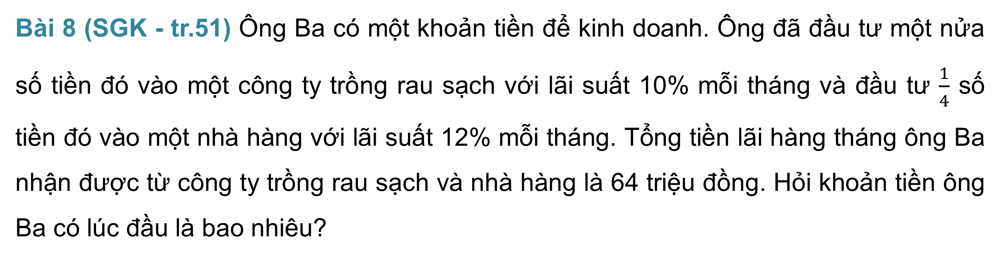 Bài 8 (SGK - tr.51) Ông Ba có một khoản tiền để kinh doanh. Ông đã đầu tư một nửa
số tiền đó vào một công ty trồng rau sạch với lãi suất 10% mỗi tháng và đầu tư 1/4 số
tiền đó vào một nhà hàng với lãi suất 12% mỗi tháng. Tổng tiền lãi hàng tháng ông Ba
nhận được từ công ty trồng rau sạch và nhà hàng là 64 triệu đồng. Hỏi khoản tiền ông
Ba có lúc đầu là bao nhiêu?